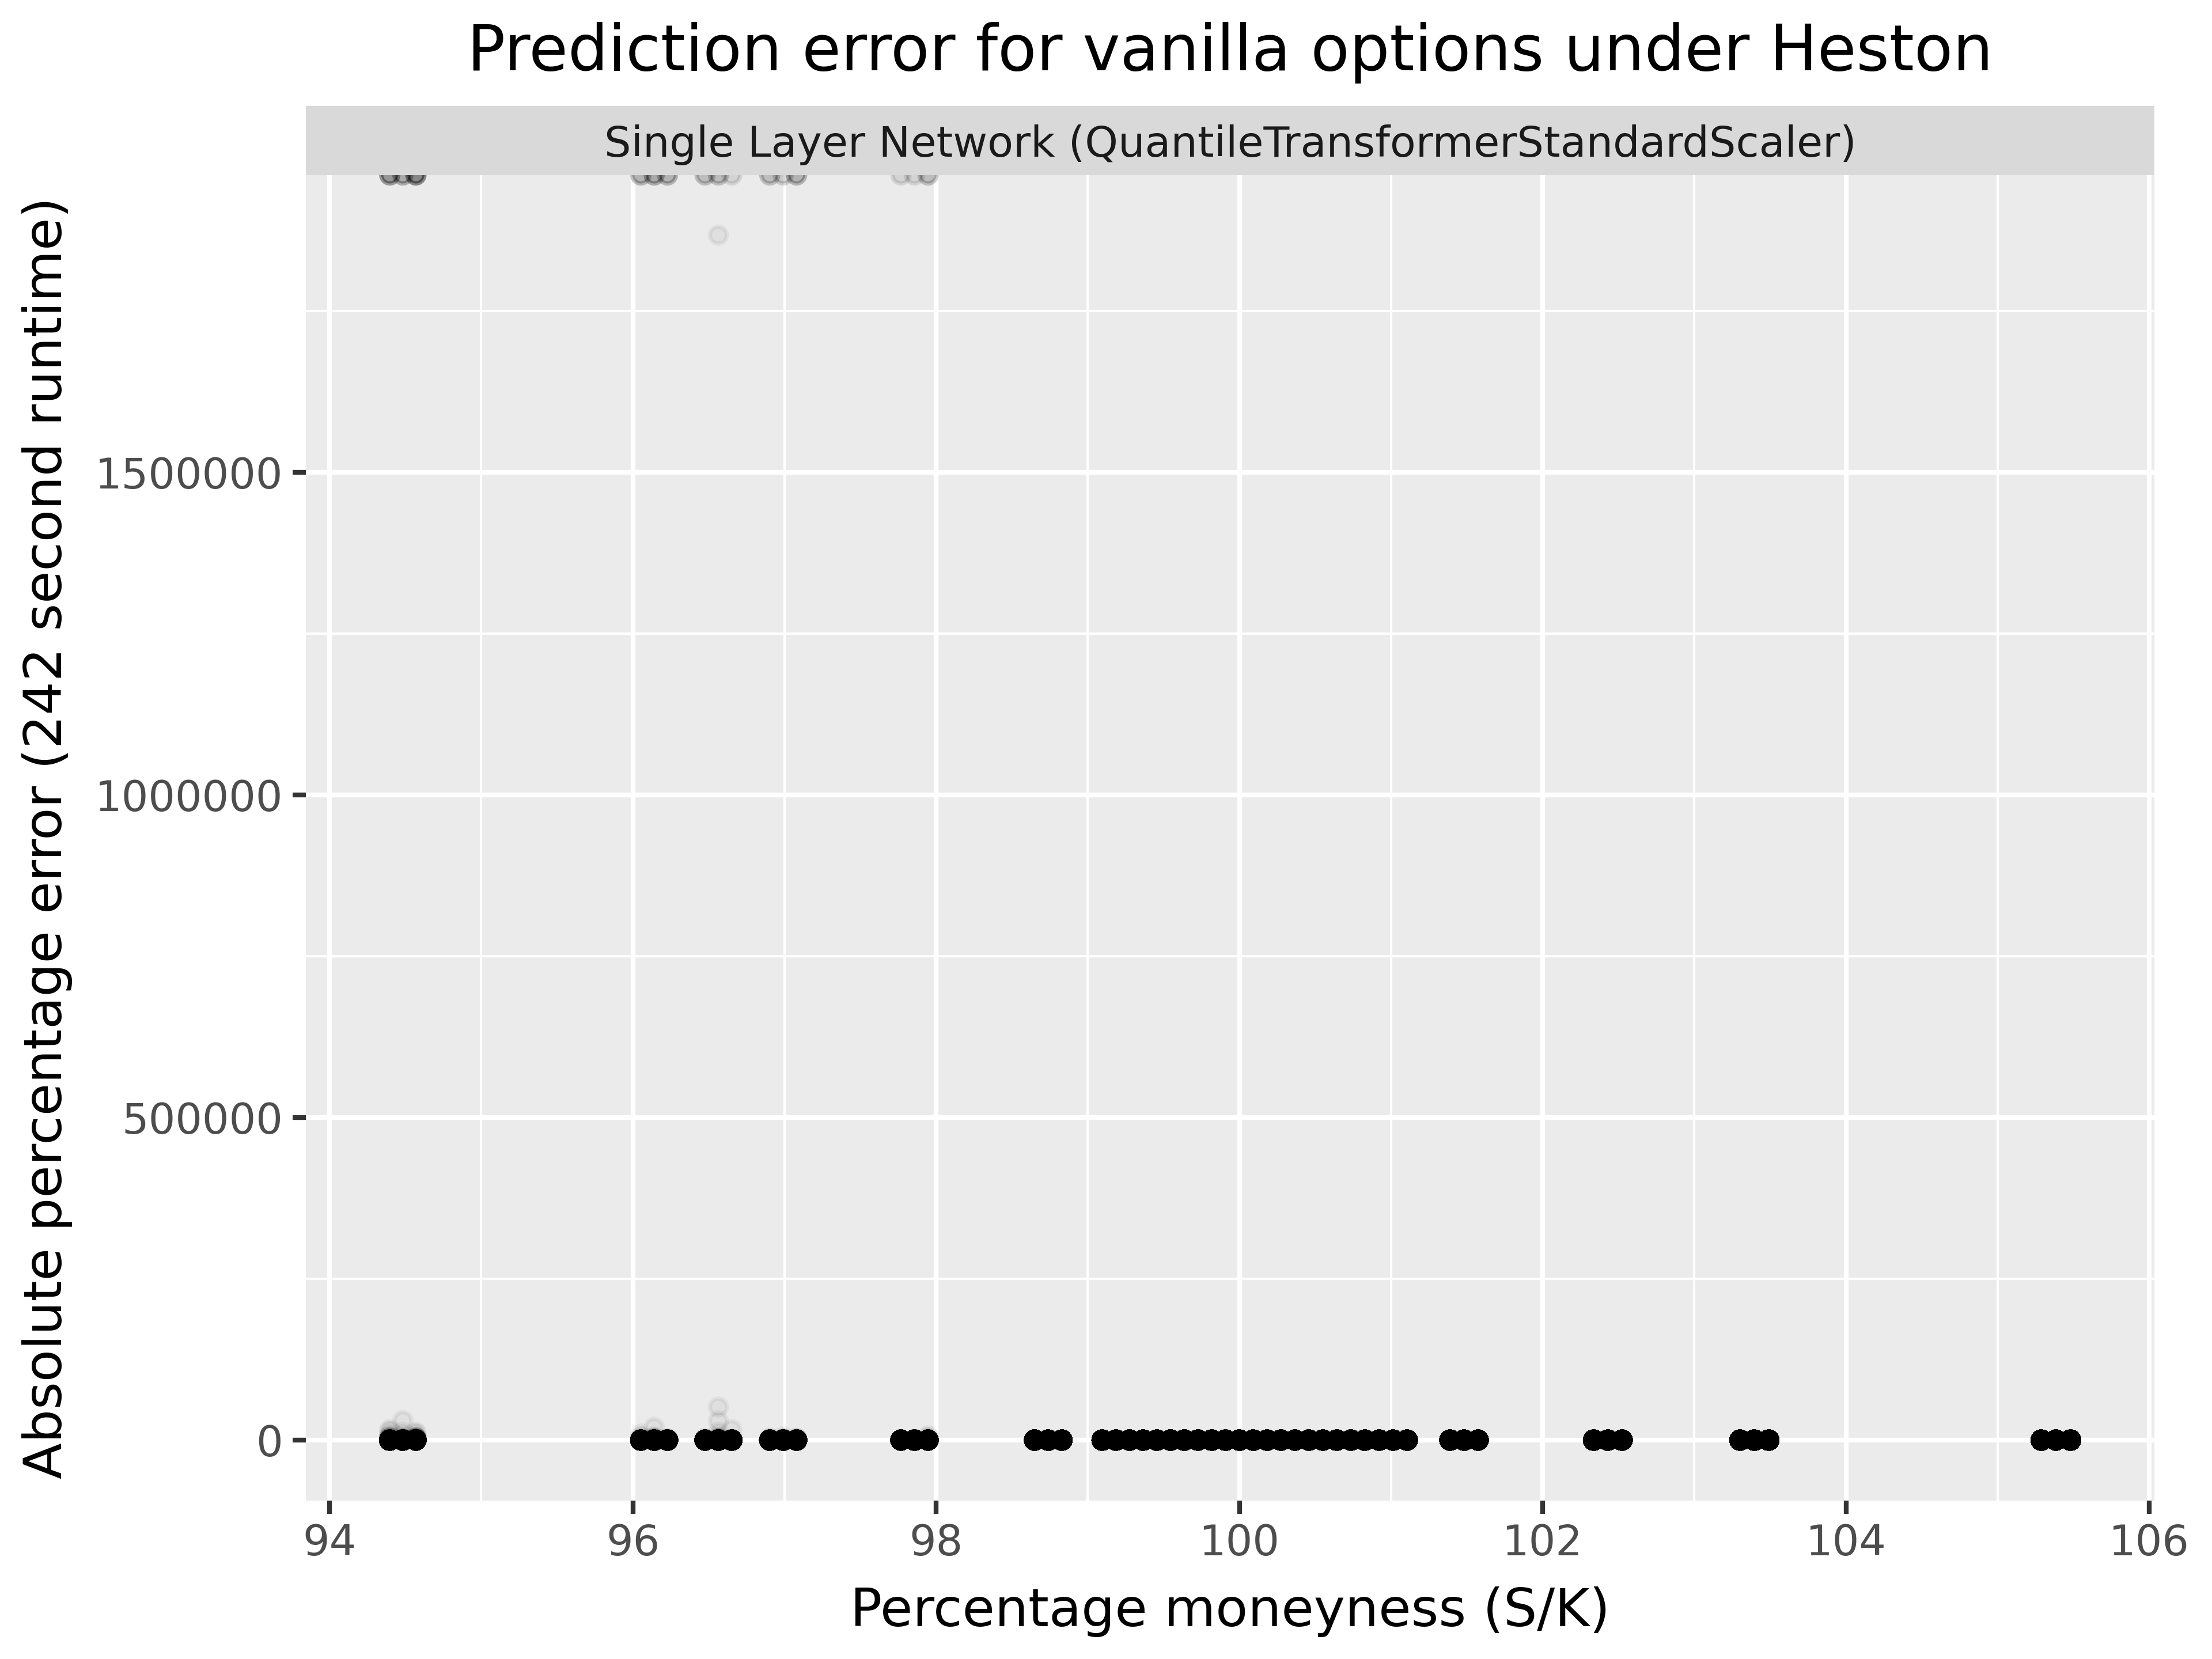 Prediction error for vanilla options under Heston
Single Layer Network (QuantileTransformerStandardScaler)
Absolute percentage error (242 second runtime)
1500000
1000000
500000
0
94 96 98 100 102 104 106
Percentage moneyness (S/K)